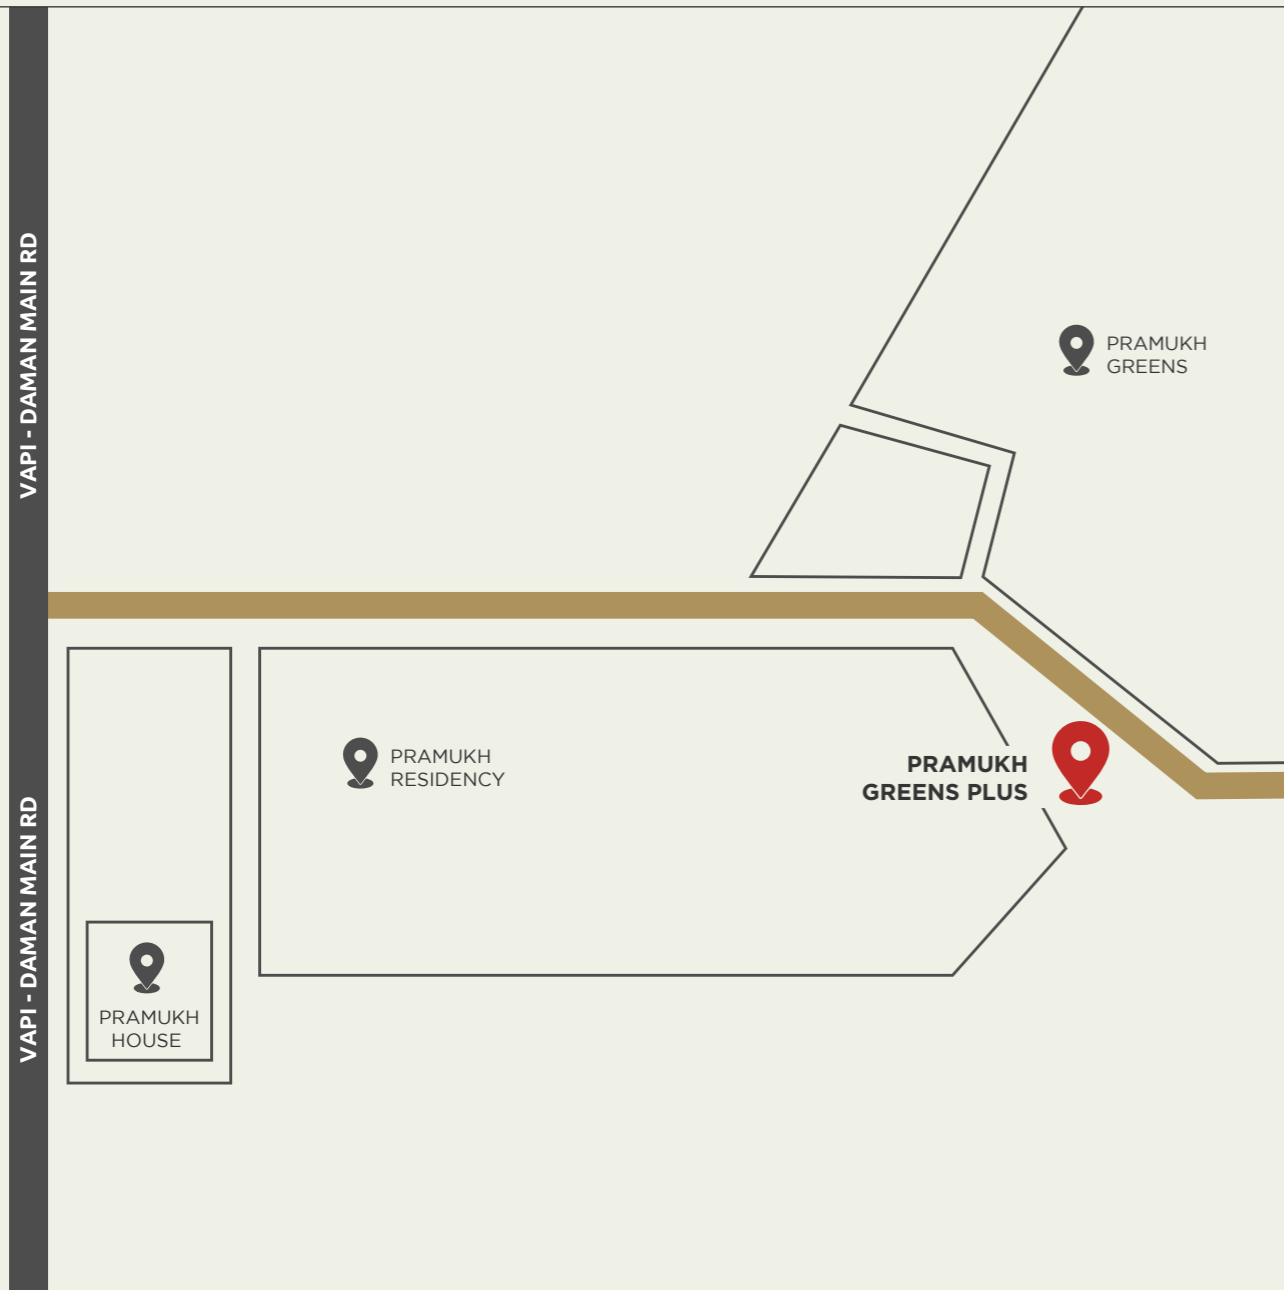 VAPI - DAMAN MAIN RD
PRAMUKH
GREENS
PRAMUKH
RESIDENCY
PRAMUKH
GREENS PLUS
VAPI - DAMAN MAIN RD
PRAMUKH
HOUSE